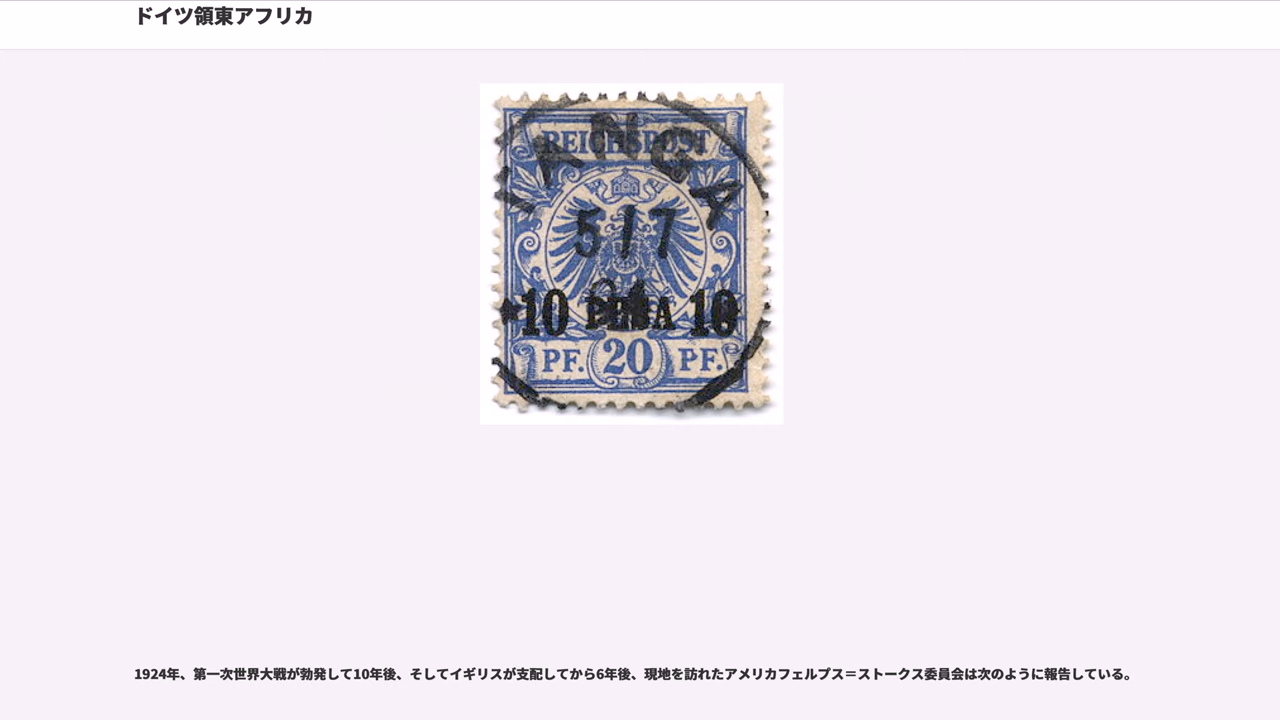 ドイツ領東アフリカ
TANGA
REICHSPOST
5/7
10 PESA 10
PF. 20 PF.
1924年、第一次世界大戦が勃発して10年後、そしてイギリスが支配してから6年後、現地を訪れたアメリカフェルプス＝ストークス委員会は次のように報告している。